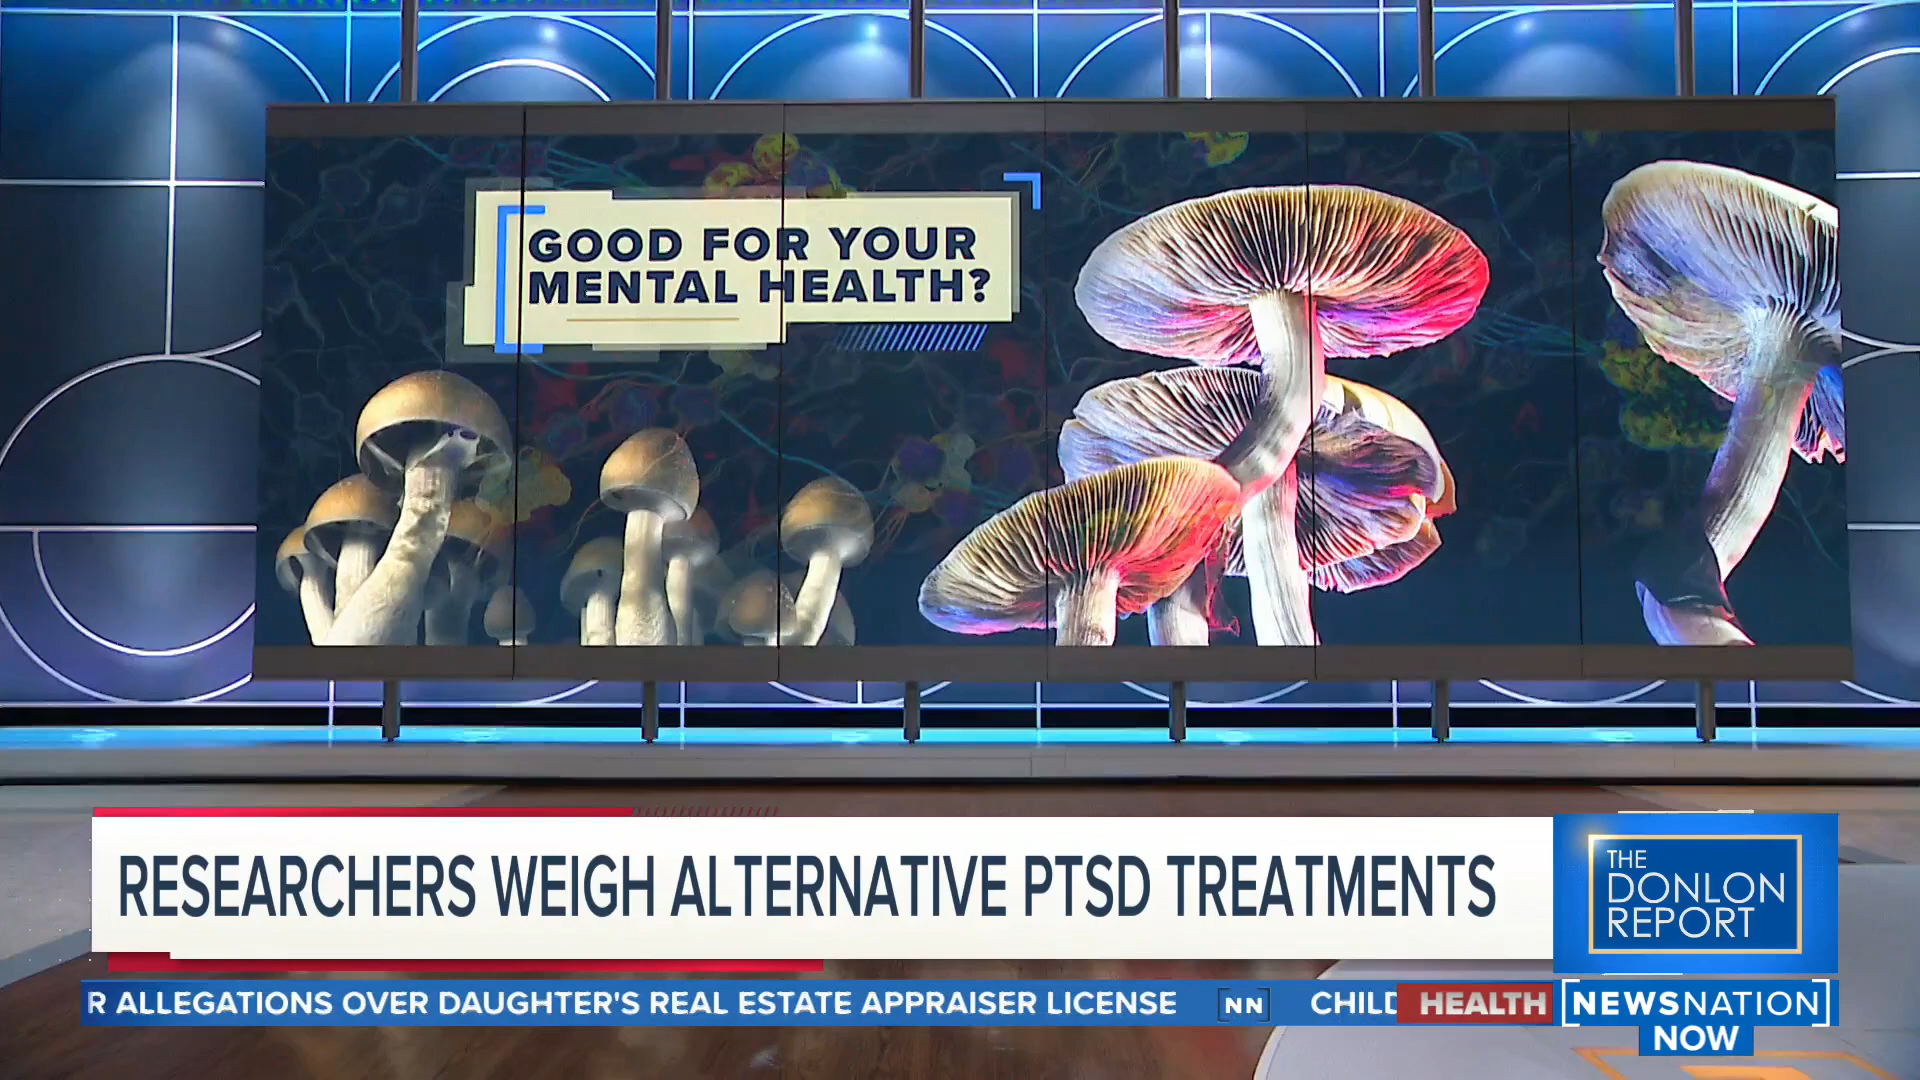 GOOD FOR YOUR
MENTAL HEALTH?
RESEARCHERS WEIGH ALTERNATIVE PTSD TREATMENTS
THE
DONLON
REPORT
R ALLEGATIONS OVER DAUGHTER'S REAL ESTATE APPRAISER LICENSE NN CHILD HEALTH
NEWSNATION
NOW